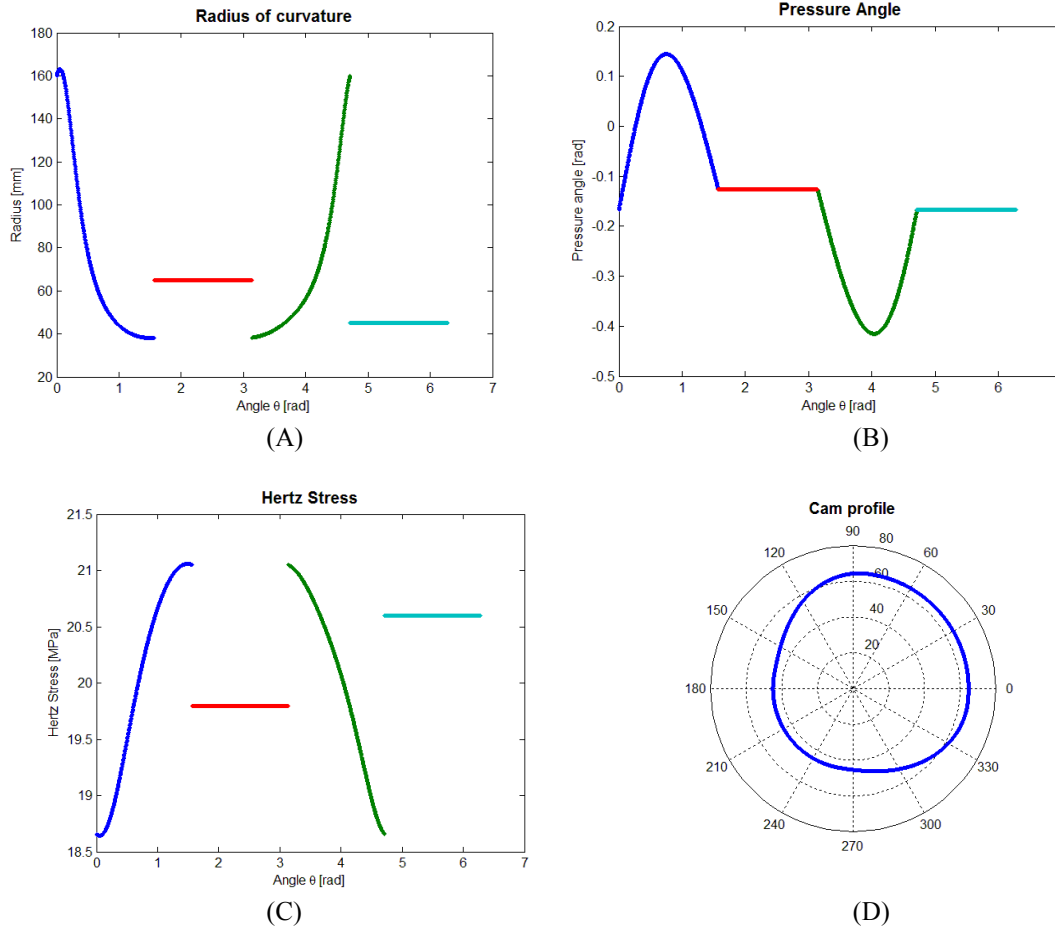 Radius of curvature
180
160
140
120
100
80
60
40
20
0 1 2 3 4 5 6 7
Radius [mm]
Angle θ [rad]
(A)
Pressure Angle
0.2
0.1
0
-0.1
-0.2
-0.3
-0.4
-0.5
0 1 2 3 4 5 6
Pressure angle [rad]
Angle θ [rad]
(B)
Hertz Stress
21.5
21
20.5
20
19.5
19
18.5
0 1 2 3 4 5 6 7
Hertz Stress [MPa]
Angle θ [rad]
(C)
Cam profile
90
120 80 60
60
150 40 30
20
180 0
210 330
240 300
270
(D)